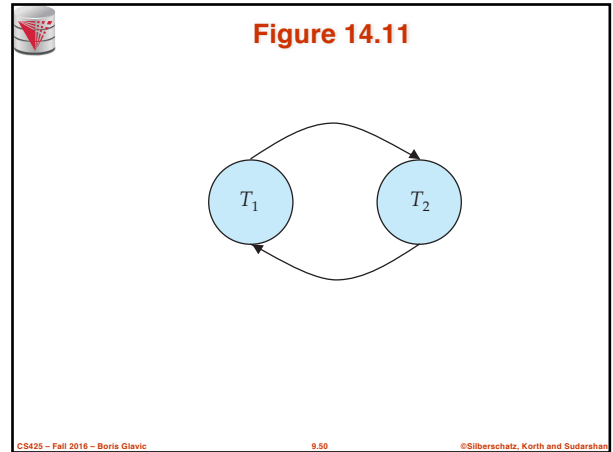 Figure 14.11
T1 T2
CS425 – Fall 2016 – Boris Glavic 9.50 ©Silberschatz, Korth and Sudarshan